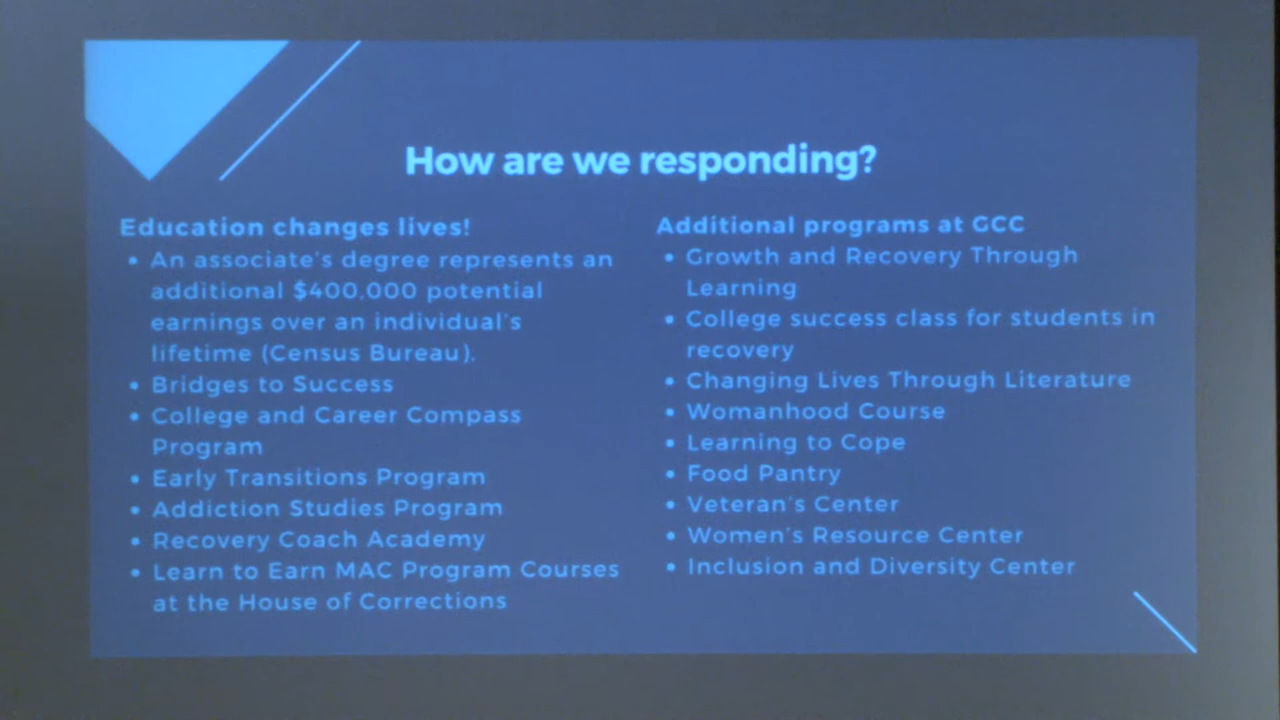 How are we responding?
Education changes lives!
• An associate's degree represents an
additional $400,000 potential
earnings over an individual's
lifetime (Census Bureau).
• Bridges to Success
• College and Career Compass
Program
• Early Transitions Program
• Addiction Studies Program
• Recovery Coach Academy
• Learn to Earn MAC Program Courses
at the House of Corrections
Additional programs at GCC
• Growth and Recovery Through
Learning
• College success class for students in
recovery
• Changing Lives Through Literature
• Womanhood Course
• Learning to Cope
• Food Pantry
• Veteran's Center
• Women's Resource Center
• Inclusion and Diversity Center